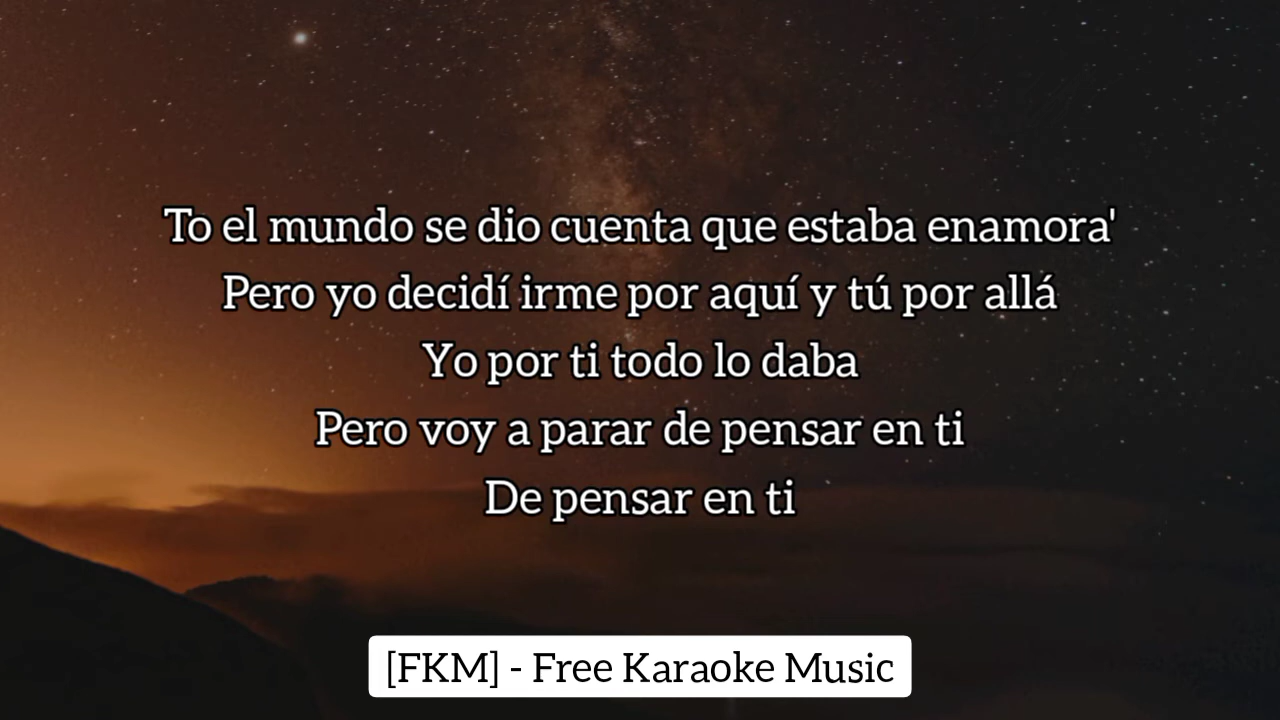 To el mundo se dio cuenta que estaba enamora'
Pero yo decidí irme por aquí y tú por allá
Yo por ti todo lo daba
Pero voy a parar de pensar en ti
De pensar en ti
[FKM] - Free Karaoke Music